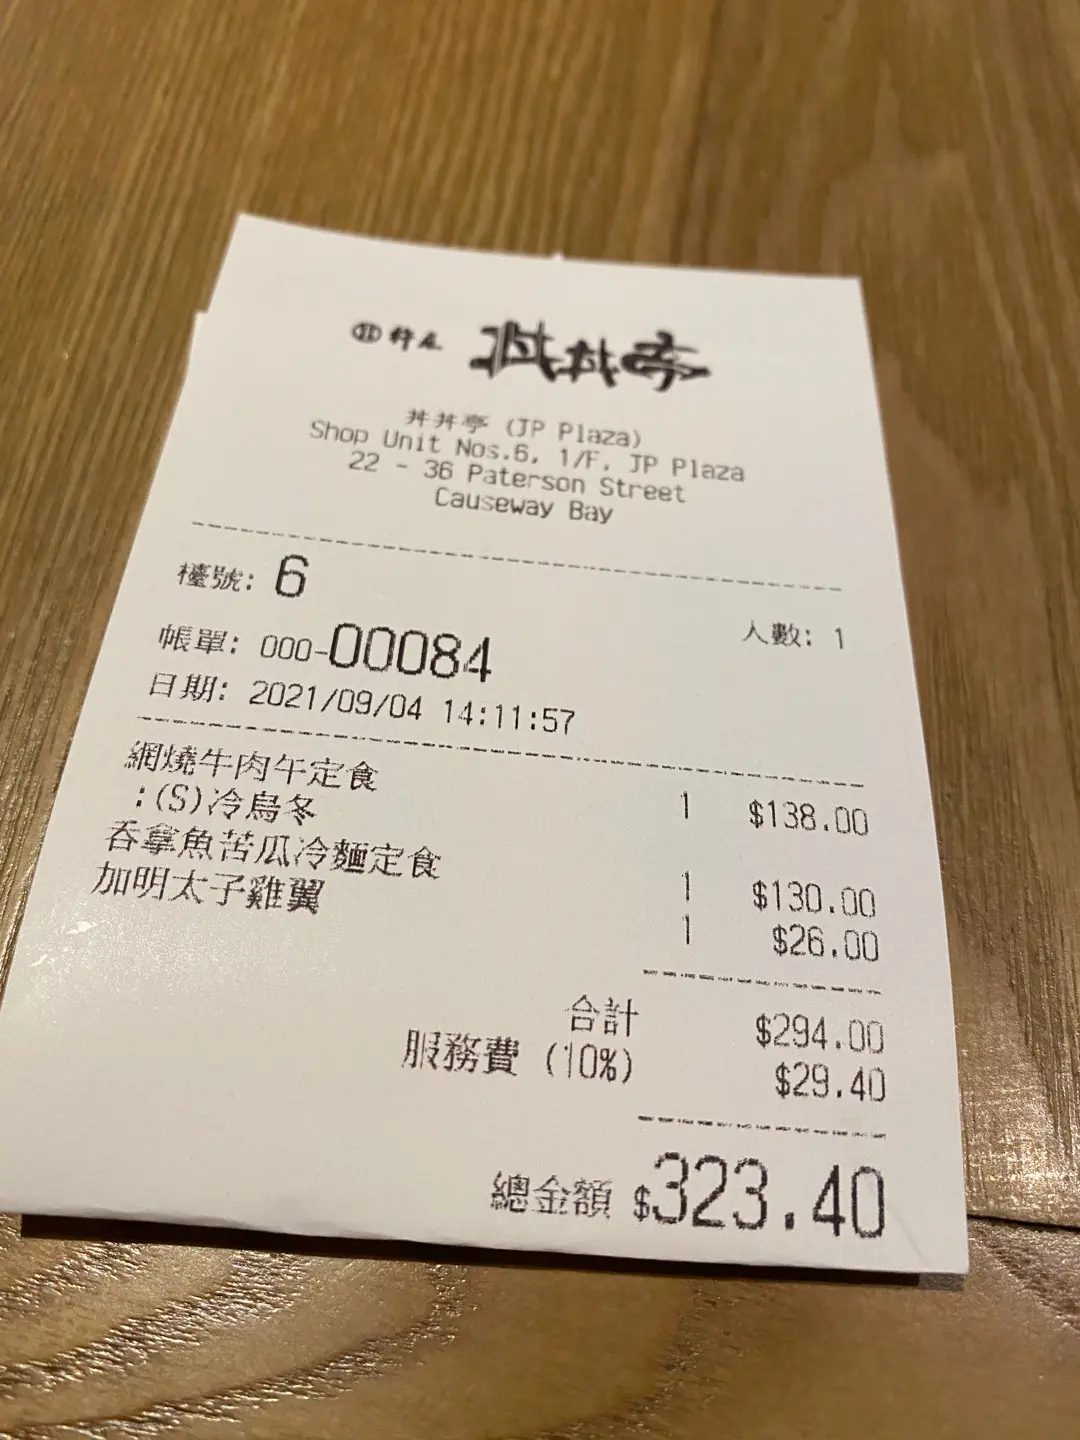 丼丼亭
丼丼亭 (JP Plaza)
Shop Unit Nos.6, 1/F, JP Plaza
22 - 36 Paterson Street
Causeway Bay
檯號: 6
人數: 1
帳單: 000-00084
日期: 2021/09/04 14:11:57
網燒牛肉午定食 1 $138.00
:(S)冷烏冬
吞拿魚苦瓜冷麵定食 1 $130.00
加明太子雞翼 1 $26.00
合計 $294.00
服務費 (10%) $29.40
總金額 $323.40